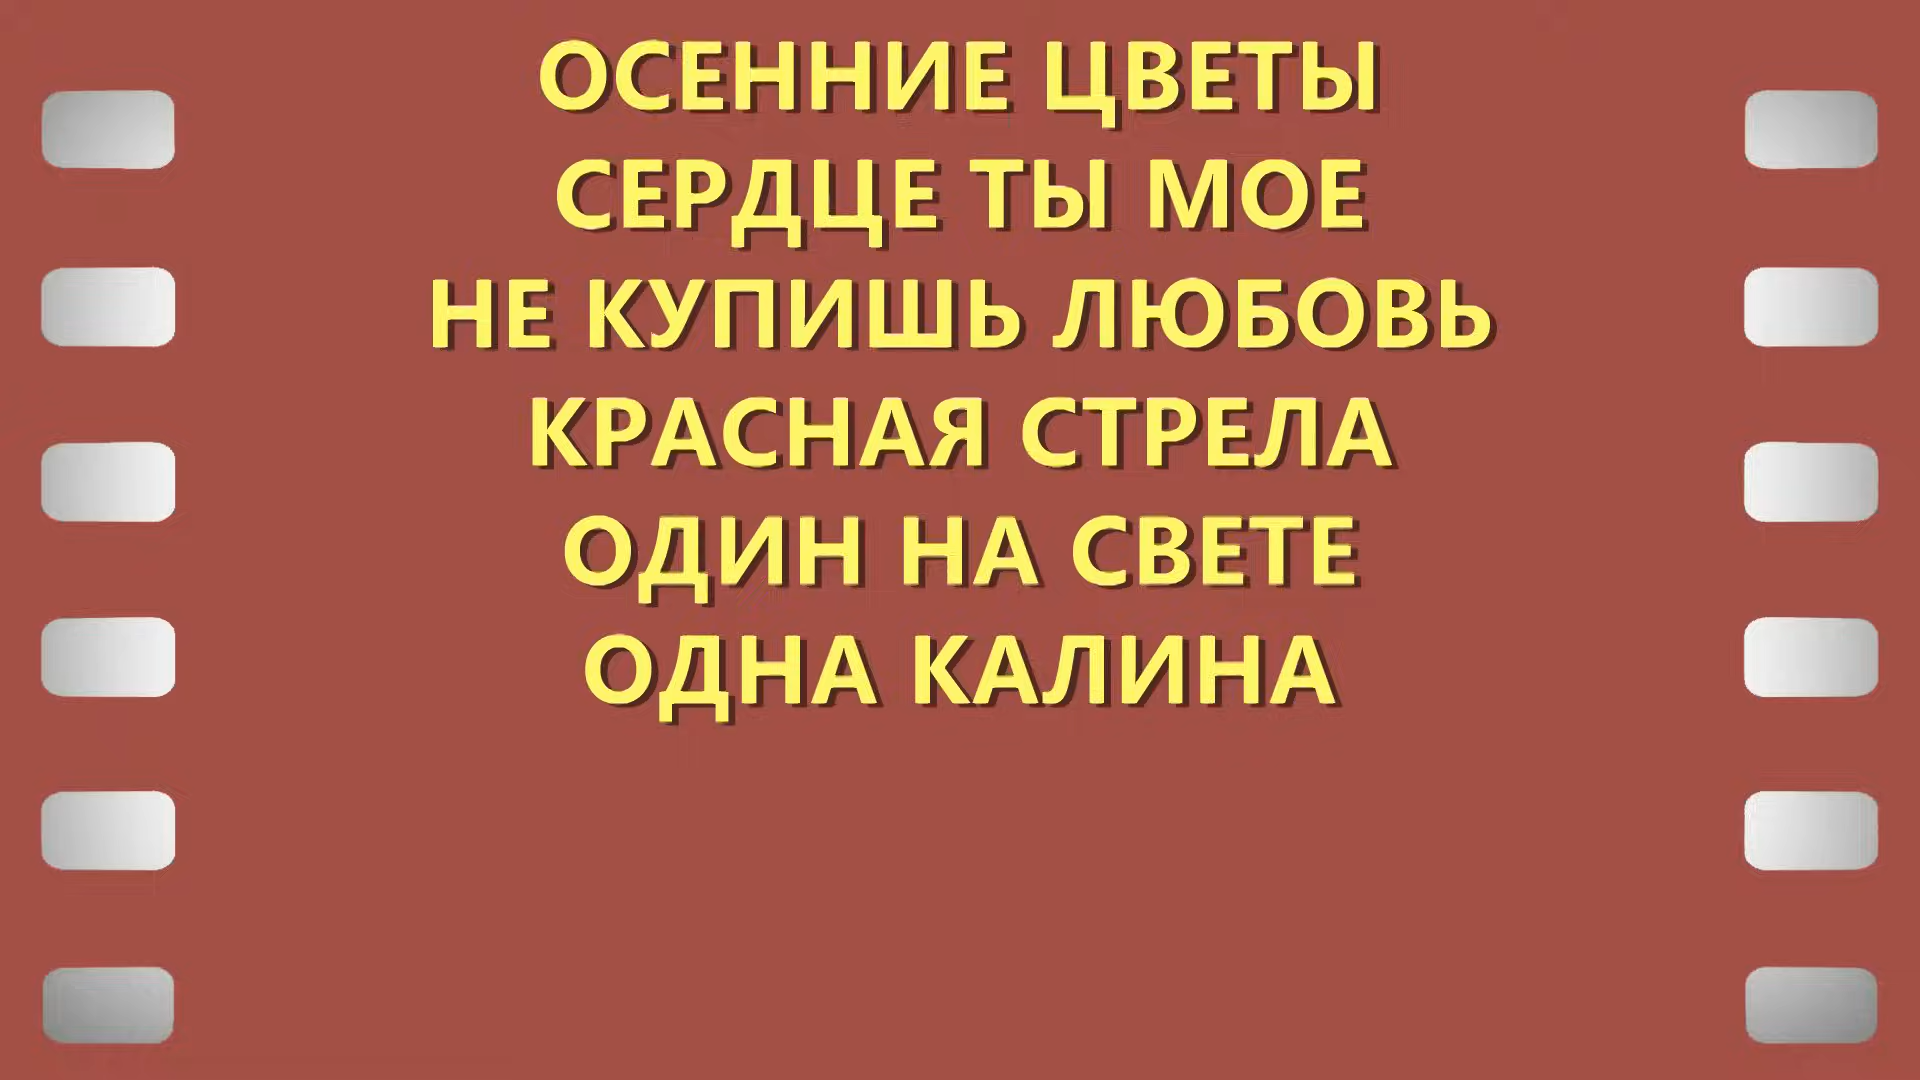 ОСЕННИЕ ЦВЕТЫ
СЕРДЦЕ ТЫ МОЕ
НЕ КУПИШЬ ЛЮБОВЬ
КРАСНАЯ СТРЕЛА
ОДИН НА СВЕТЕ
ОДНА КАЛИНА